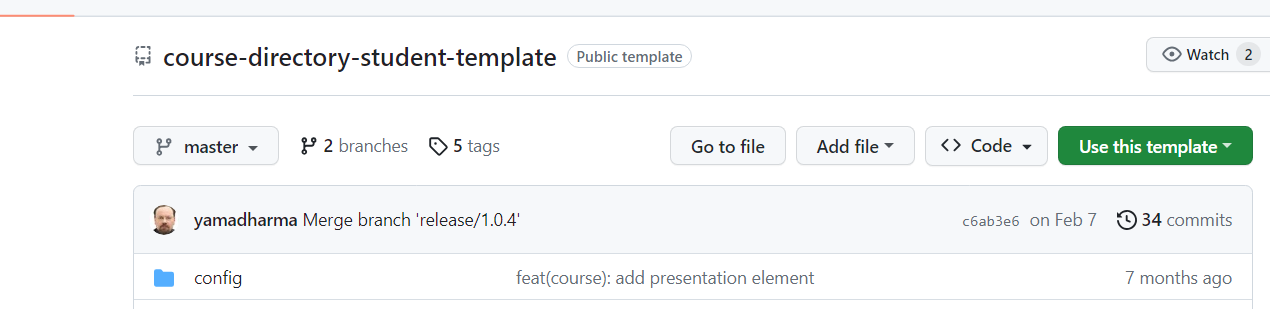 course-directory-student-template Public template Watch 2
master 2 branches 5 tags Go to file Add file Code Use this template
yamadharma Merge branch 'release/1.0.4' c6ab3e6 on Feb 7 34 commits
config feat(course): add presentation element 7 months ago